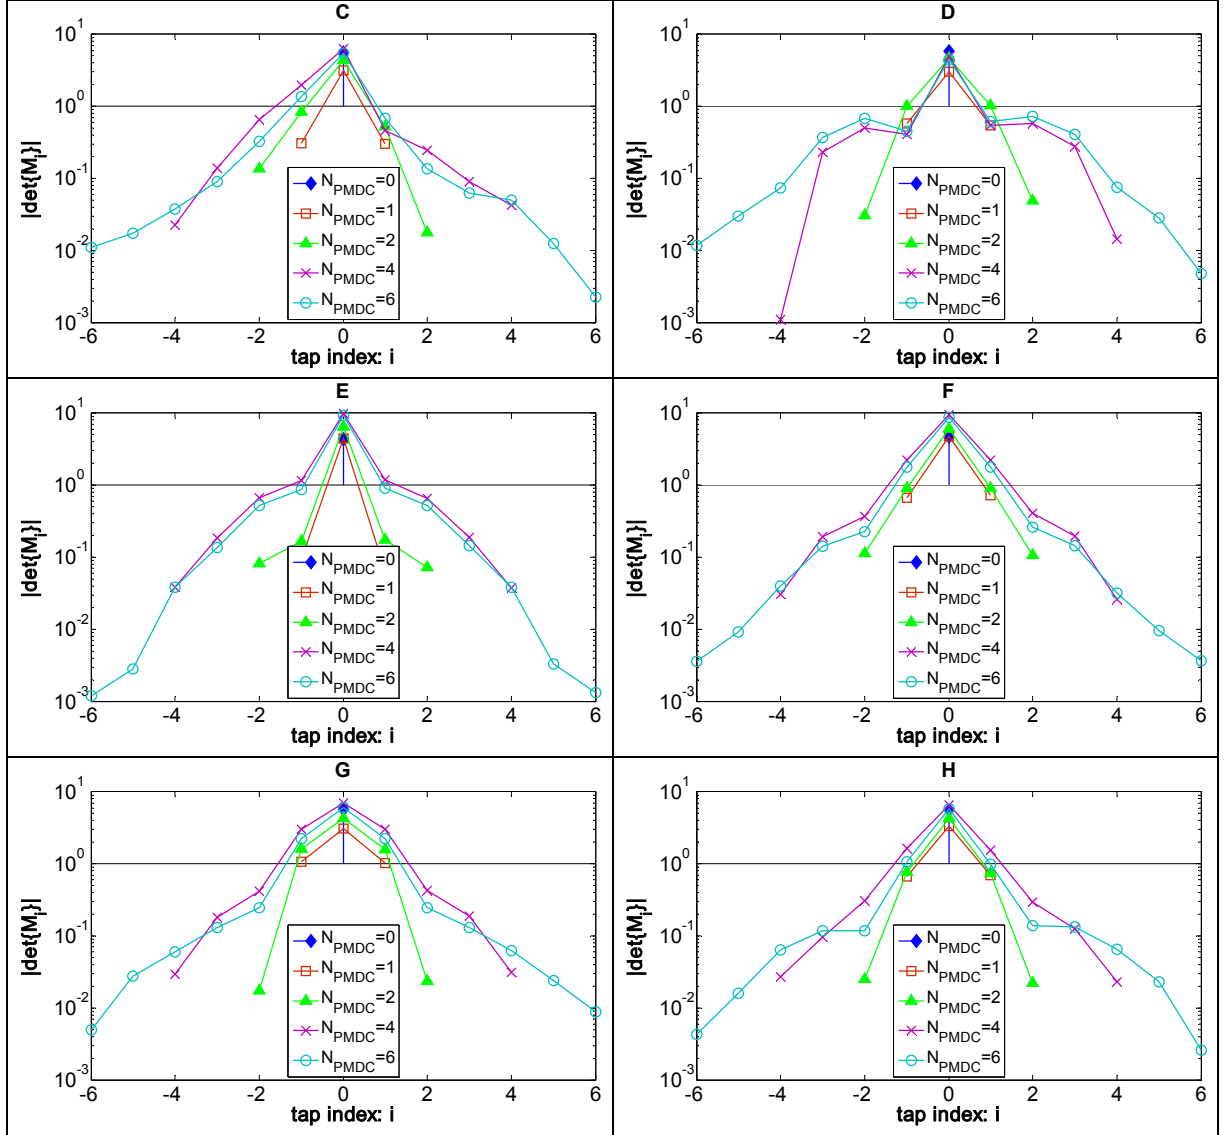 C
10^1
10^0
10^-1
10^-2
10^-3
|det{M_i}|
N_PMDC=0
N_PMDC=1
N_PMDC=2
N_PMDC=4
N_PMDC=6
-6 -4 -2 0 2 4 6
tap index: i
D
10^1
10^0
10^-1
10^-2
10^-3
|det{M_i}|
N_PMDC=0
N_PMDC=1
N_PMDC=2
N_PMDC=4
N_PMDC=6
-6 -4 -2 0 2 4 6
tap index: i
E
10^1
10^0
10^-1
10^-2
10^-3
|det{M_i}|
N_PMDC=0
N_PMDC=1
N_PMDC=2
N_PMDC=4
N_PMDC=6
-6 -4 -2 0 2 4 6
tap index: i
F
10^1
10^0
10^-1
10^-2
10^-3
|det{M_i}|
N_PMDC=0
N_PMDC=1
N_PMDC=2
N_PMDC=4
N_PMDC=6
-6 -4 -2 0 2 4 6
tap index: i
G
10^1
10^0
10^-1
10^-2
10^-3
|det{M_i}|
N_PMDC=0
N_PMDC=1
N_PMDC=2
N_PMDC=4
N_PMDC=6
-6 -4 -2 0 2 4 6
tap index: i
H
10^1
10^0
10^-1
10^-2
10^-3
|det{M_i}|
N_PMDC=0
N_PMDC=1
N_PMDC=2
N_PMDC=4
N_PMDC=6
-6 -4 -2 0 2 4 6
tap index: i